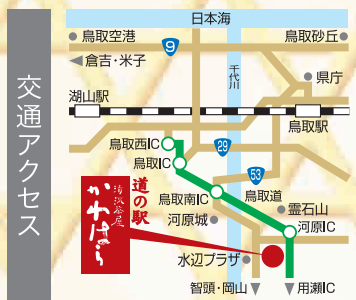 交通アクセス
日本海
鳥取空港
鳥取砂丘
9
倉吉・米子
千代川
県庁
湖山駅
鳥取駅
鳥取西IC
29
鳥取IC
53
道の駅
清流茶屋
かわはら
鳥取南IC
鳥取道
河原城
霊石山
河原IC
水辺プラザ
智頭・岡山
用瀬IC